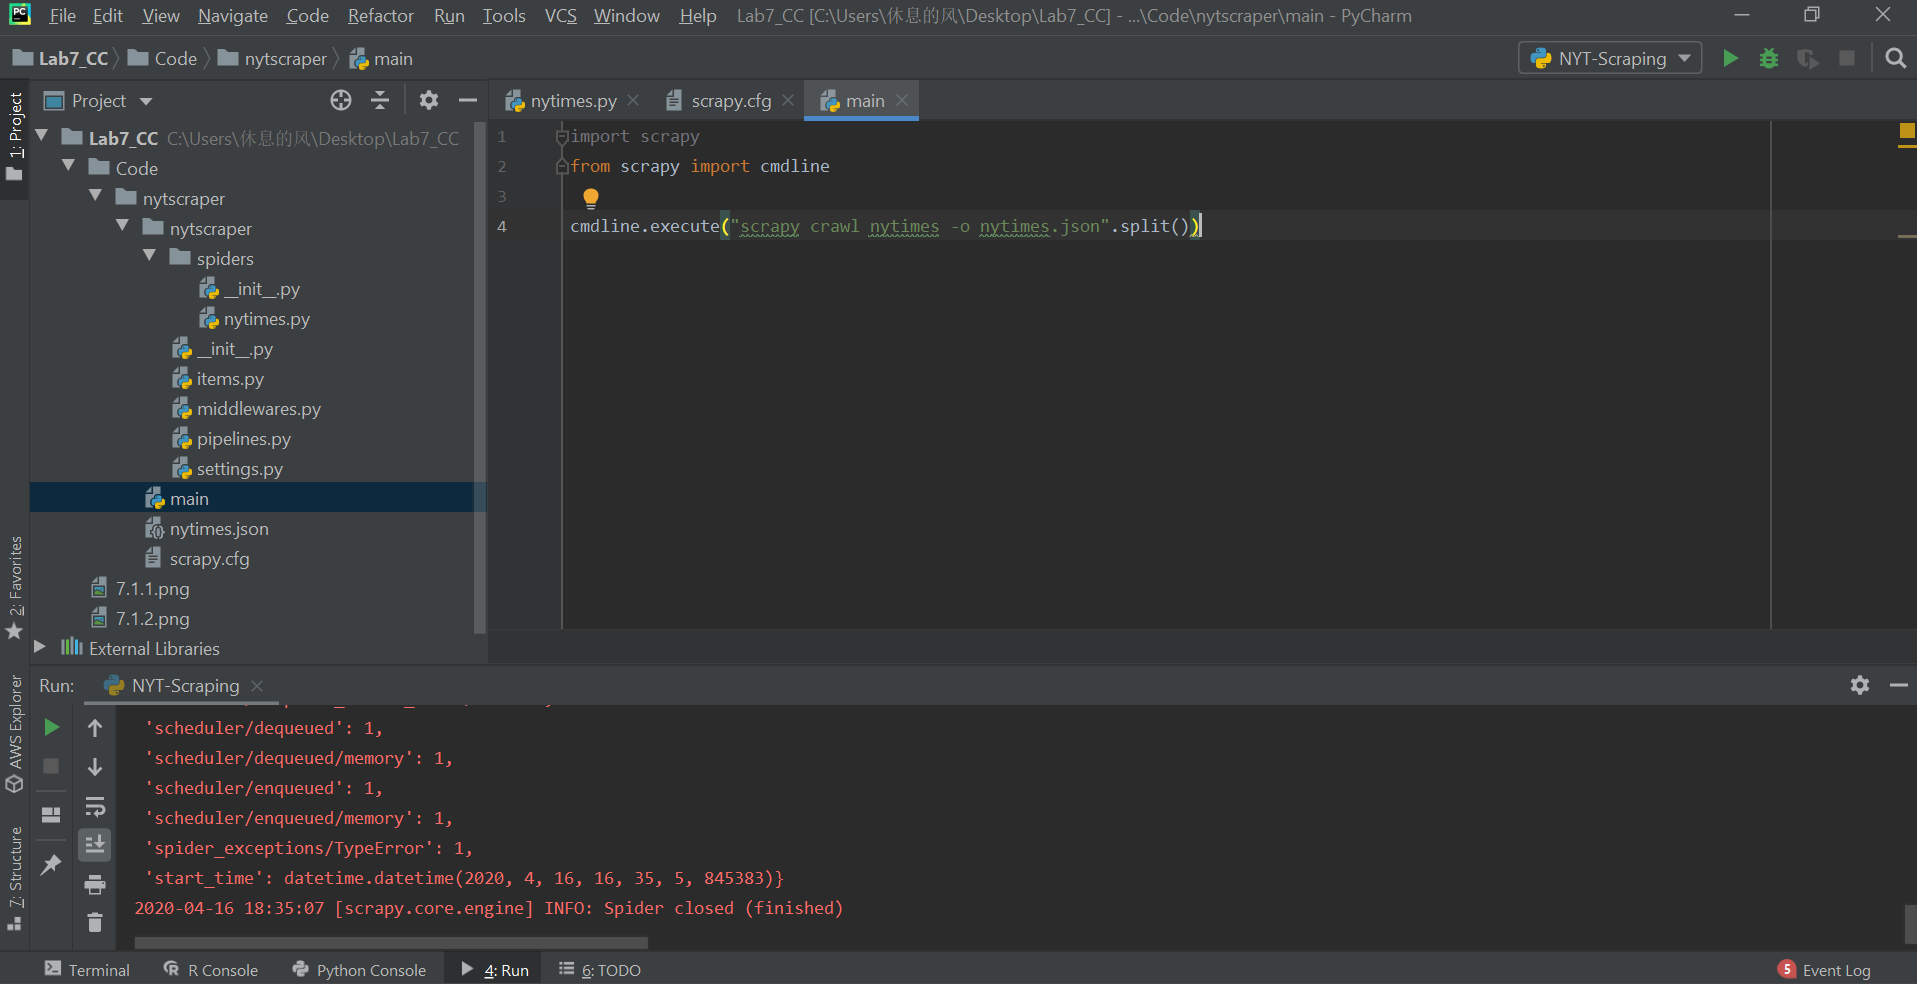 PC File Edit View Navigate Code Refactor Run Tools VCS Window Help Lab7_CC [C:\Users\休息的风\Desktop\Lab7_CC] - ...\Code\nytscraper\main - PyCharm
Lab7_CC Code nytscraper main NYT-Scraping
1: Project
Project
nytimes.py scrapy.cfg main
Lab7_CC C:\Users\休息的风\Desktop\Lab7_CC
Code
nytscraper
nytscraper
spiders
__init__.py
nytimes.py
__init__.py
items.py
middlewares.py
pipelines.py
settings.py
main
nytimes.json
scrapy.cfg
7.1.1.png
7.1.2.png
External Libraries
1 import scrapy
2 from scrapy import cmdline
3
4 cmdline.execute("scrapy crawl nytimes -o nytimes.json".split())
2: Favorites
AWS Explorer
7: Structure
Run: NYT-Scraping
'scheduler/dequeued': 1,
'scheduler/dequeued/memory': 1,
'scheduler/enqueued': 1,
'scheduler/enqueued/memory': 1,
'spider_exceptions/TypeError': 1,
'start_time': datetime.datetime(2020, 4, 16, 16, 35, 5, 845383)}
2020-04-16 18:35:07 [scrapy.core.engine] INFO: Spider closed (finished)
Terminal R Console Python Console 4: Run 6: TODO 5 Event Log